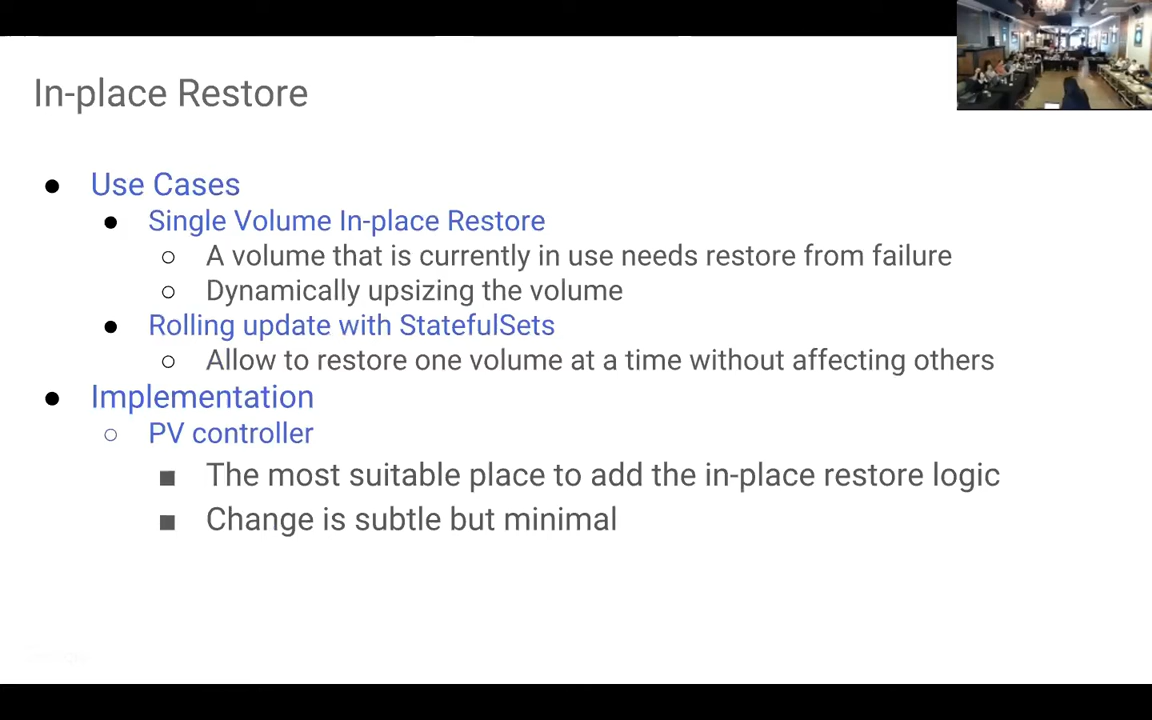 In-place Restore
● Use Cases
● Single Volume In-place Restore
○ A volume that is currently in use needs restore from failure
○ Dynamically upsizing the volume
● Rolling update with StatefulSets
○ Allow to restore one volume at a time without affecting others
● Implementation
○ PV controller
■ The most suitable place to add the in-place restore logic
■ Change is subtle but minimal